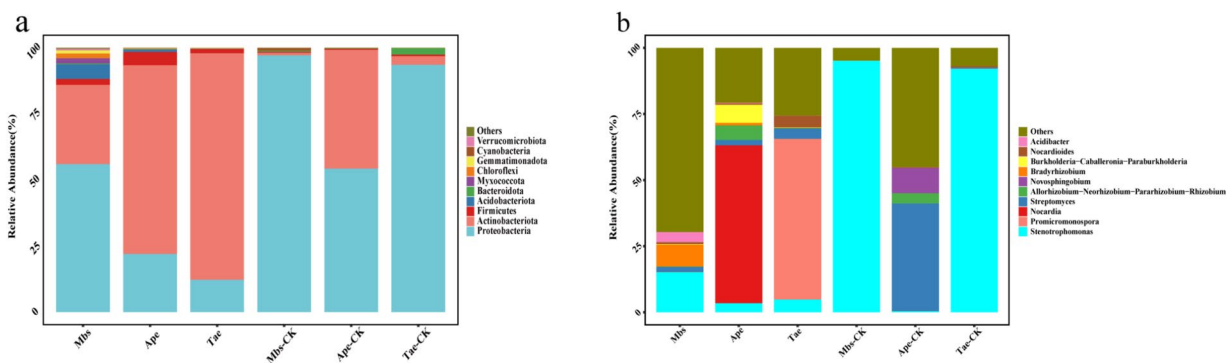 a
Relative Abundance(%)
100
75
50
25
0
Mbs
Ape
Tae
Mbs-CK
Ape-CK
Tae-CK
Others
Verrucomicrobiota
Cyanobacteria
Gemmatimonadota
Chloroflexi
Myxococcota
Bacteroidota
Acidobacteriota
Firmicutes
Actinobacteriota
Proteobacteria
b
Relative Abundance(%)
100
75
50
25
0
Mbs
Ape
Tae
Mbs-CK
Ape-CK
Tae-CK
Others
Acidibacter
Nocardioides
Burkholderia-Caballeronia-Paraburkholderia
Bradyrhizobium
Novosphingobium
Allorhizobium-Neorhizobium-Pararhizobium-Rhizobium
Streptomyces
Nocardia
Promicromonospora
Stenotrophomonas